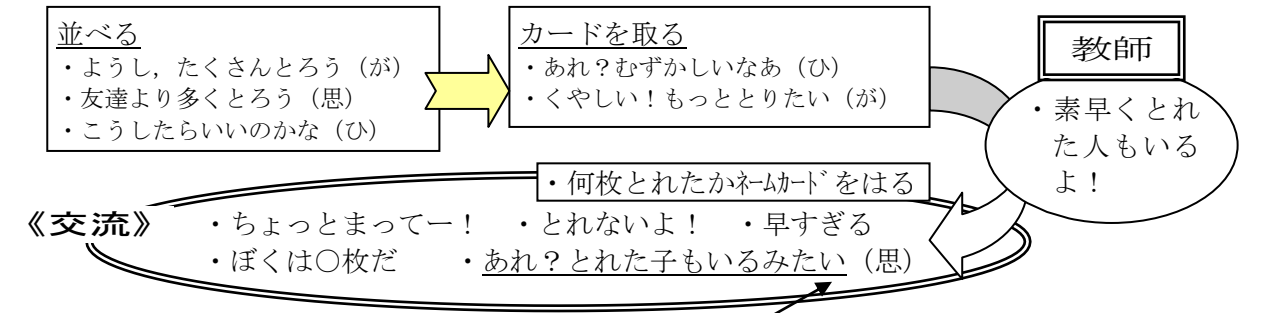 並べる
・ようし，たくさんとろう（が）
・友達より多くとろう（思）
・こうしたらいいのかな（ひ）
カードを取る
・あれ？むずかしいなあ（ひ）
・くやしい！もっととりたい（が）
教師
・素早くとれ
た人もいる
よ！
・何枚とれたかﾈｰﾑｶｰﾄﾞをはる
《交流》
・ちょっとまってー！ ・とれないよ！ ・早すぎる
・ぼくは〇枚だ ・あれ？とれた子もいるみたい（思）